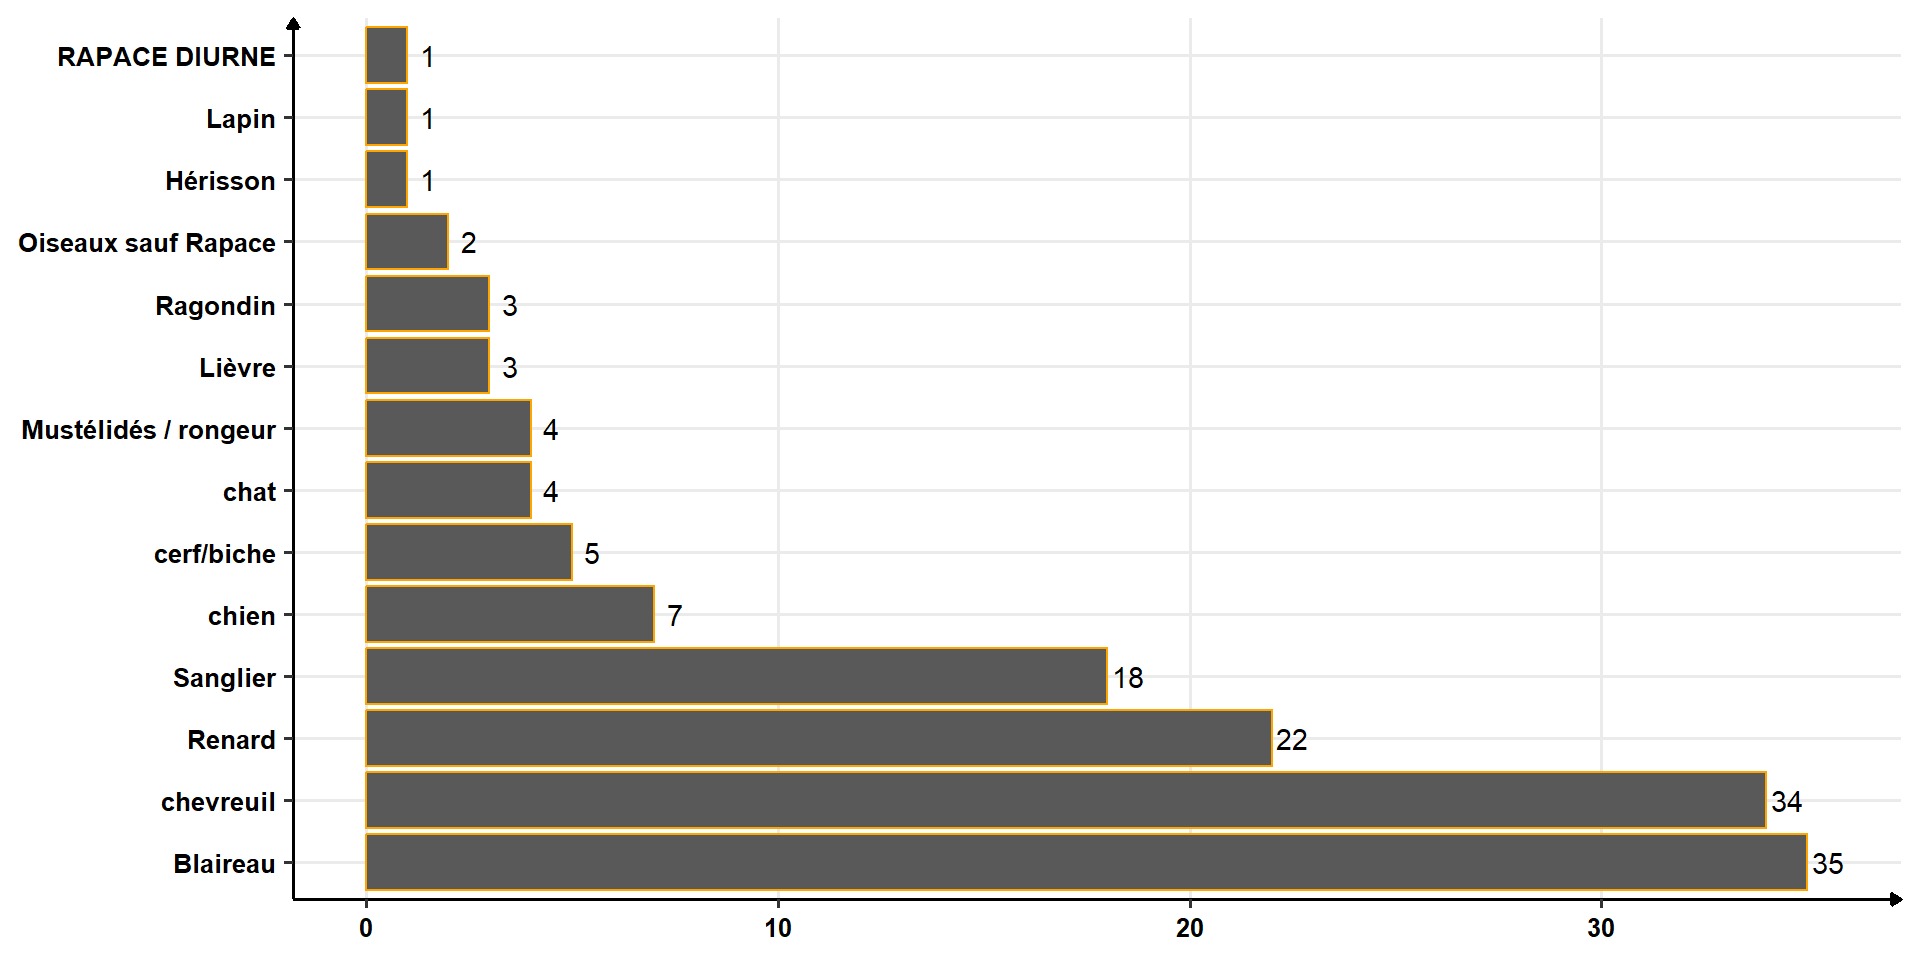 RAPACE DIURNE 1
Lapin 1
Hérisson 1
Oiseaux sauf Rapace 2
Ragondin 3
Lièvre 3
Mustélidés / rongeur 4
chat 4
cerf/biche 5
chien 7
Sanglier 18
Renard 22
chevreuil 34
Blaireau 35
0 10 20 30